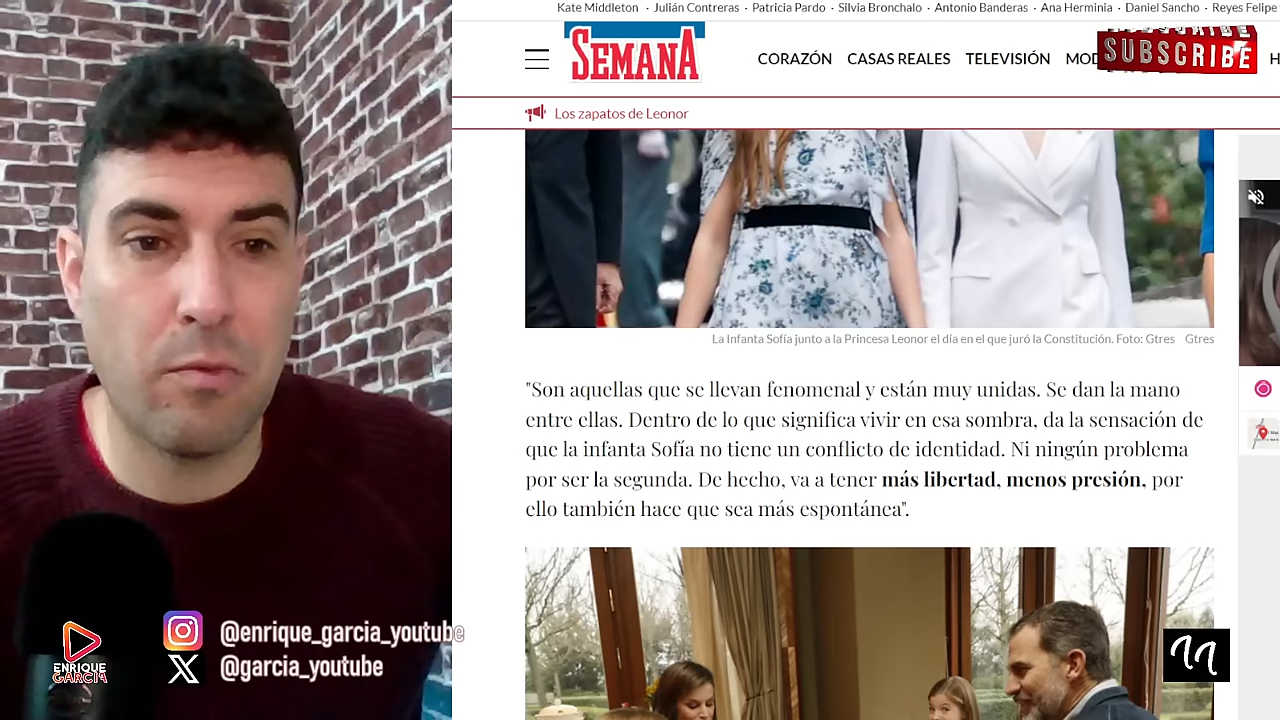 Kate Middleton · Julián Contreras · Patricia Pardo · Silvia Bronchalo · Antonio Banderas · Ana Herminia · Daniel Sancho · Reyes Felipe
SEMANA
CORAZÓN CASAS REALES TELEVISIÓN
SUBSCRIBE
Los zapatos de Leonor
La Infanta Sofía junto a la Princesa Leonor el día en el que juró la Constitución. Foto: Gtres Gtres
"Son aquellas que se llevan fenomenal y están muy unidas. Se dan la mano
entre ellas. Dentro de lo que significa vivir en esa sombra, da la sensación de
que la infanta Sofía no tiene un conflicto de identidad. Ni ningún problema
por ser la segunda. De hecho, va a tener más libertad, menos presión, por
ello también hace que sea más espontánea".
@enrique_garcia_youtube
@garcia_youtube
ENRIQUE
GARCIA